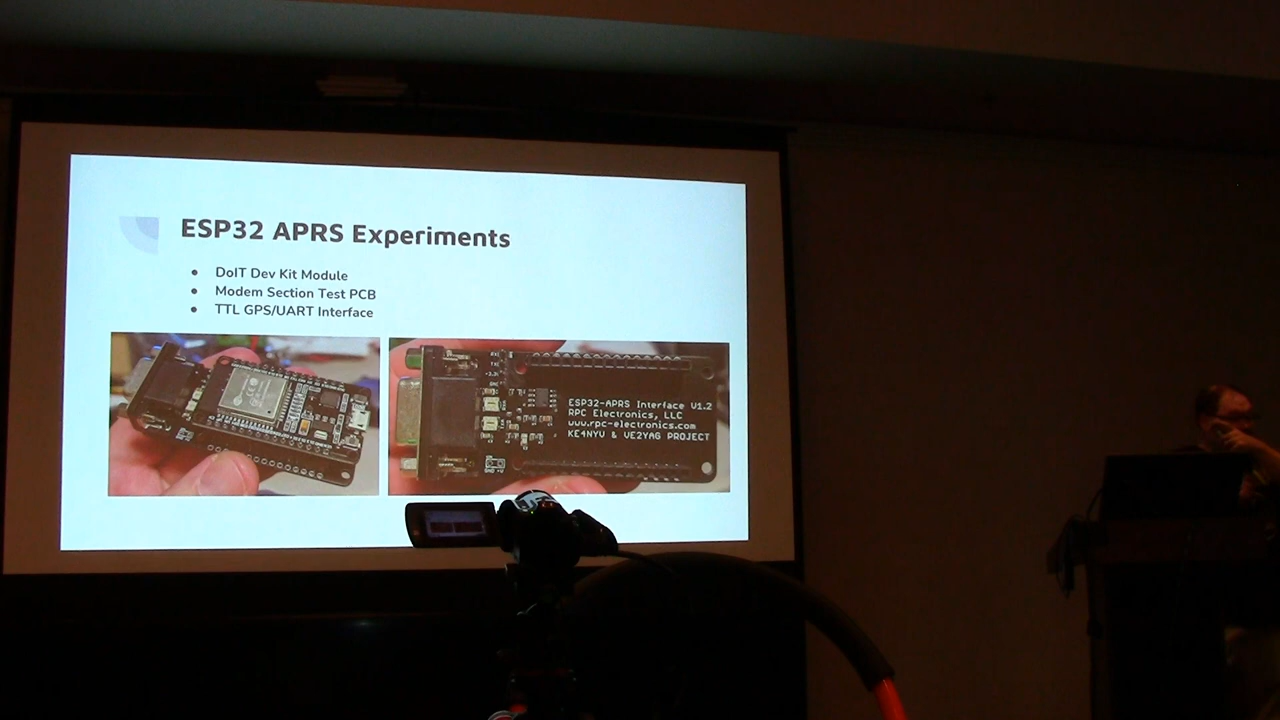 ESP32 APRS Experiments
DoIT Dev Kit Module
Modem Section Test PCB
TTL GPS/UART Interface
ESP32-APRS Interface V1.2
RPC Electronics, LLC
www.rpc-electronics.com
KE4NYU & VE2YAG PROJECT